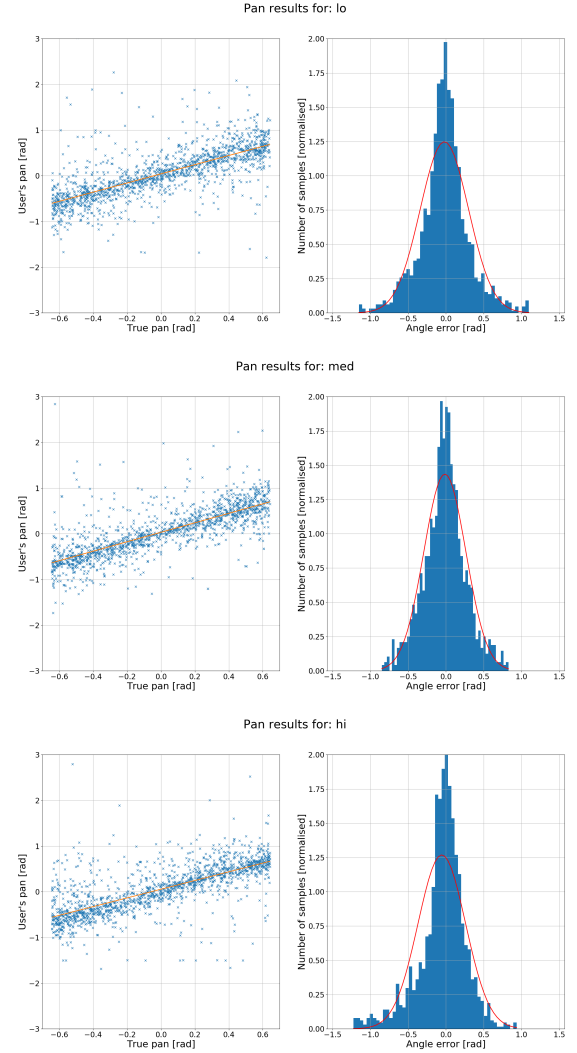 Pan results for: lo
User's pan [rad]
3
2
1
0
−1
−2
−3
−0.6 −0.4 −0.2 0.0 0.2 0.4 0.6
True pan [rad]
Number of samples [normalised]
2.00
1.75
1.50
1.25
1.00
0.75
0.50
0.25
0.00
−1.5 −1.0 −0.5 0.0 0.5 1.0 1.5
Angle error [rad]
Pan results for: med
User's pan [rad]
3
2
1
0
−1
−2
−3
−0.6 −0.4 −0.2 0.0 0.2 0.4 0.6
True pan [rad]
Number of samples [normalised]
2.00
1.75
1.50
1.25
1.00
0.75
0.50
0.25
0.00
−1.5 −1.0 −0.5 0.0 0.5 1.0 1.5
Angle error [rad]
Pan results for: hi
User's pan [rad]
3
2
1
0
−1
−2
−3
−0.6 −0.4 −0.2 0.0 0.2 0.4 0.6
True pan [rad]
Number of samples [normalised]
2.00
1.75
1.50
1.25
1.00
0.75
0.50
0.25
0.00
−1.5 −1.0 −0.5 0.0 0.5 1.0 1.5
Angle error [rad]